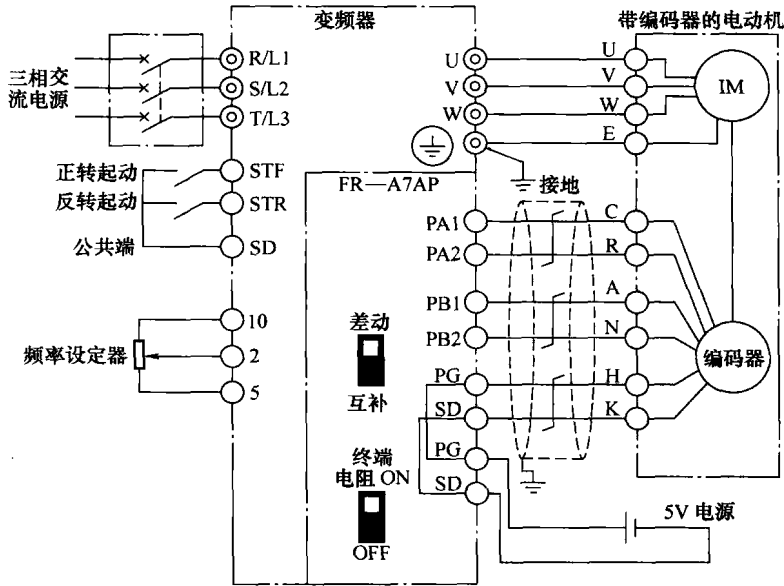 变频器
带编码器的电动机
三相交
流电源
R/L1
S/L2
T/L3
U
V
W
U
V
W
E
IM
正转起动
反转起动
公共端
STF
STR
SD
FR—A7AP
接地
PA1
PA2
PB1
PB2
PG
SD
PG
SD
C
R
A
N
H
K
编码器
频率设定器
10
2
5
差动
互补
终端
电阻 ON
OFF
5V 电源